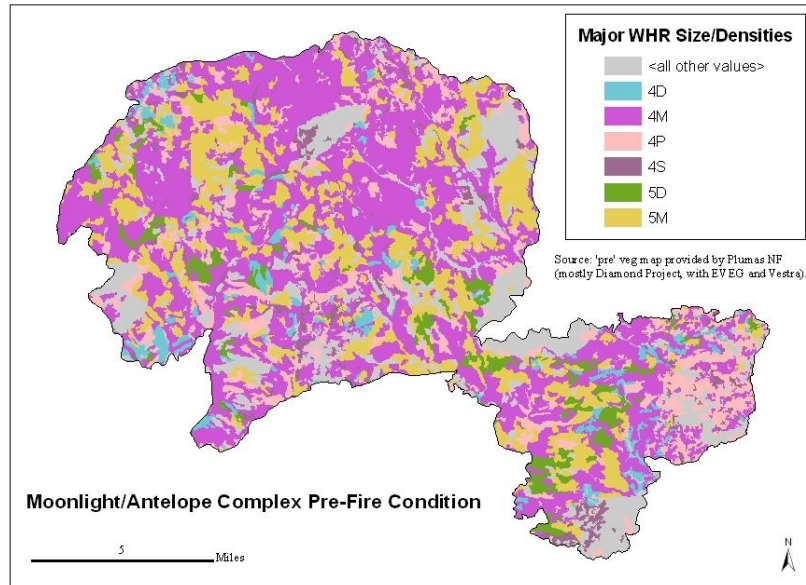 Major WHR Size/Densities
<all other values>
4D
4M
4P
4S
5D
5M
Source: 'pre' veg map provided by Plumas NF
(mostly Diamond Project, with EVEG and Vestra).
Moonlight/Antelope Complex Pre-Fire Condition
5
Miles
N